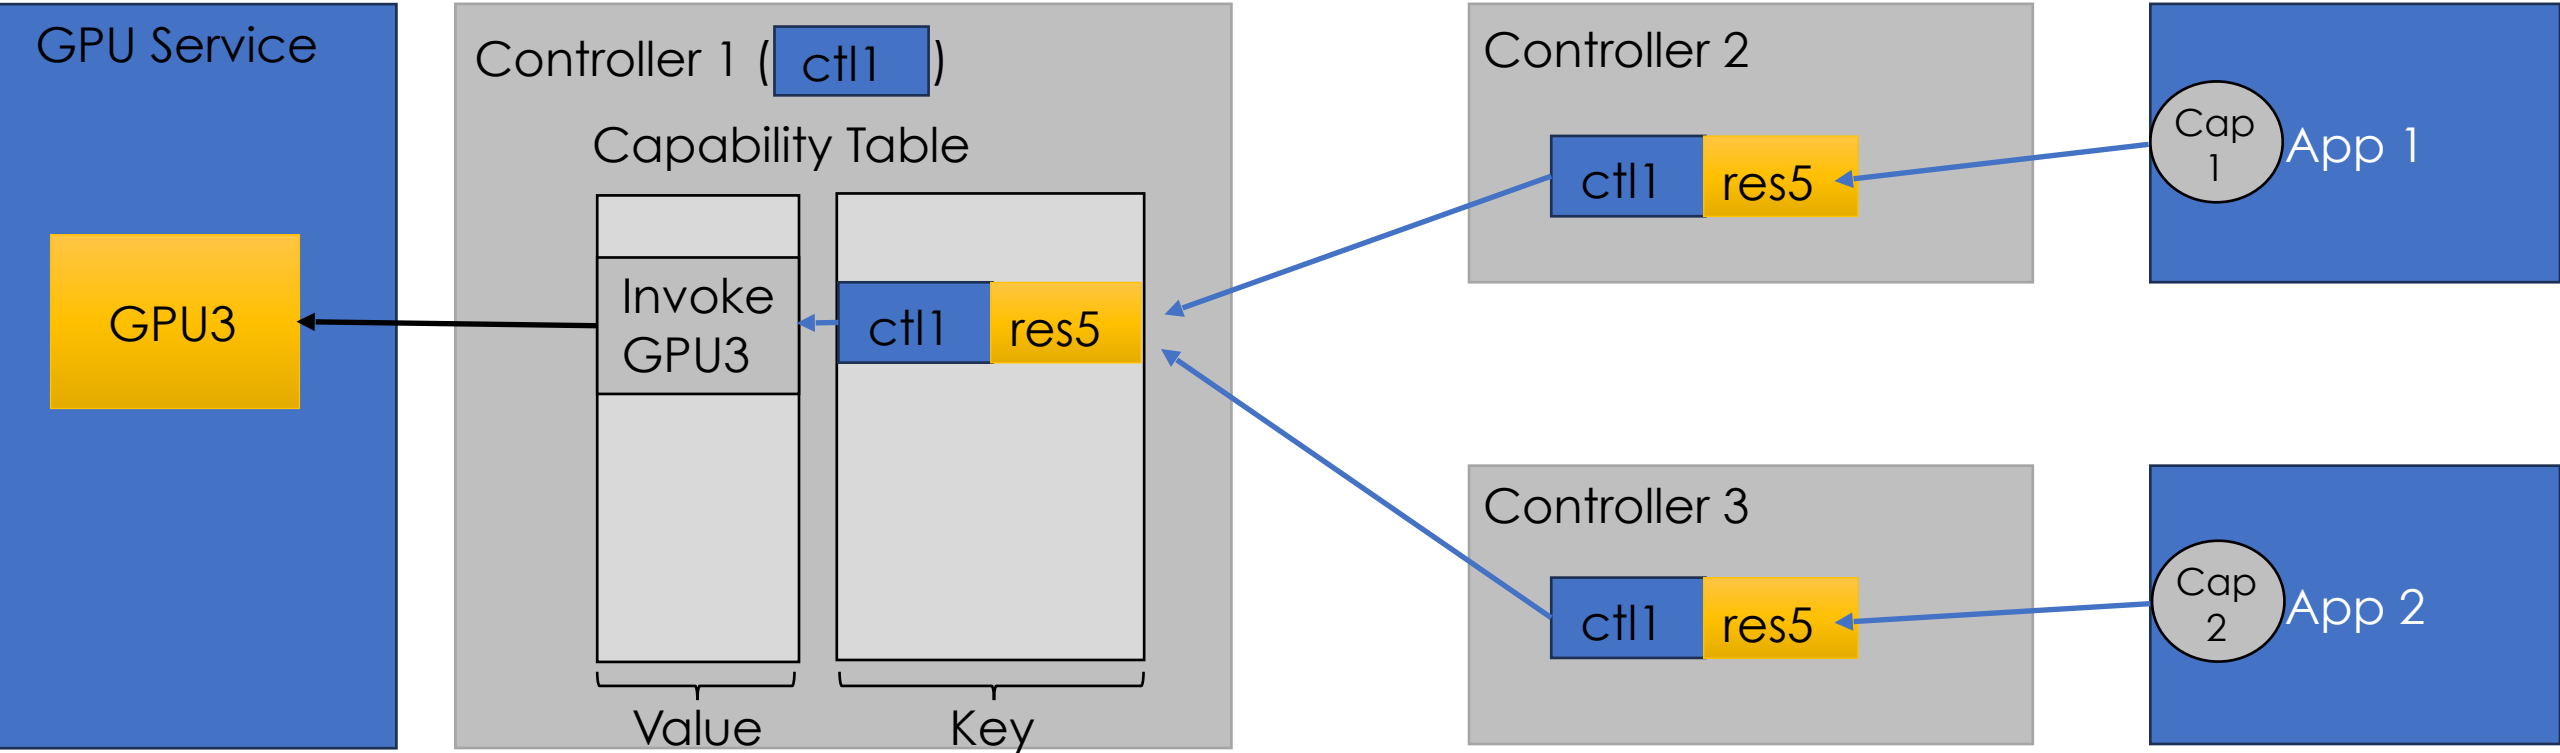 GPU Service
GPU3
Controller 1 ( ctl1 )
Capability Table
Invoke
GPU3
ctl1 res5
Value
Key
Controller 2
ctl1 res5
Cap
1
App 1
Controller 3
ctl1 res5
Cap
2
App 2